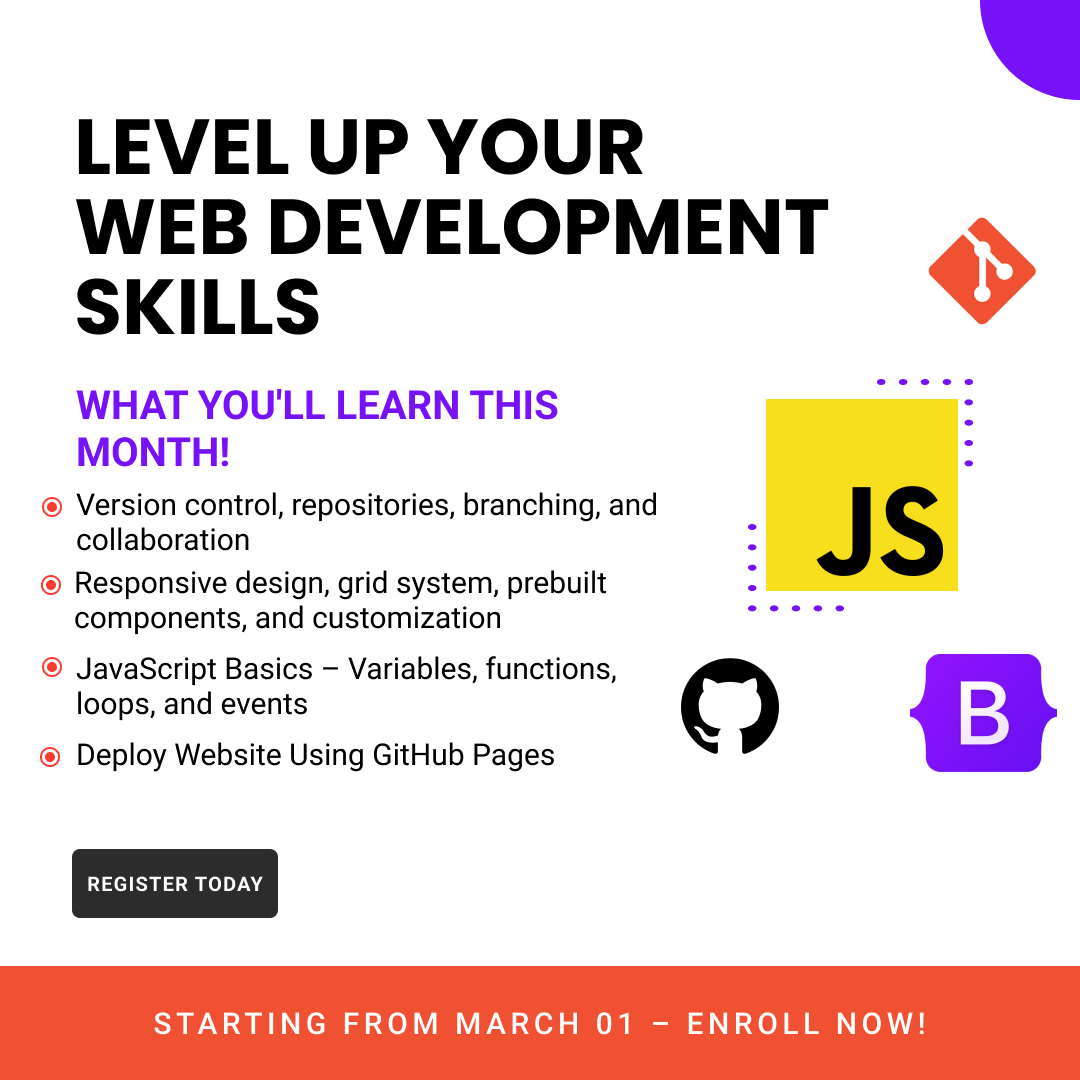 LEVEL UP YOUR
WEB DEVELOPMENT
SKILLS
WHAT YOU'LL LEARN THIS
MONTH!
Version control, repositories, branching, and
collaboration
Responsive design, grid system, prebuilt
components, and customization
JavaScript Basics – Variables, functions,
loops, and events
Deploy Website Using GitHub Pages
JS
B
REGISTER TODAY
STARTING FROM MARCH 01 – ENROLL NOW!